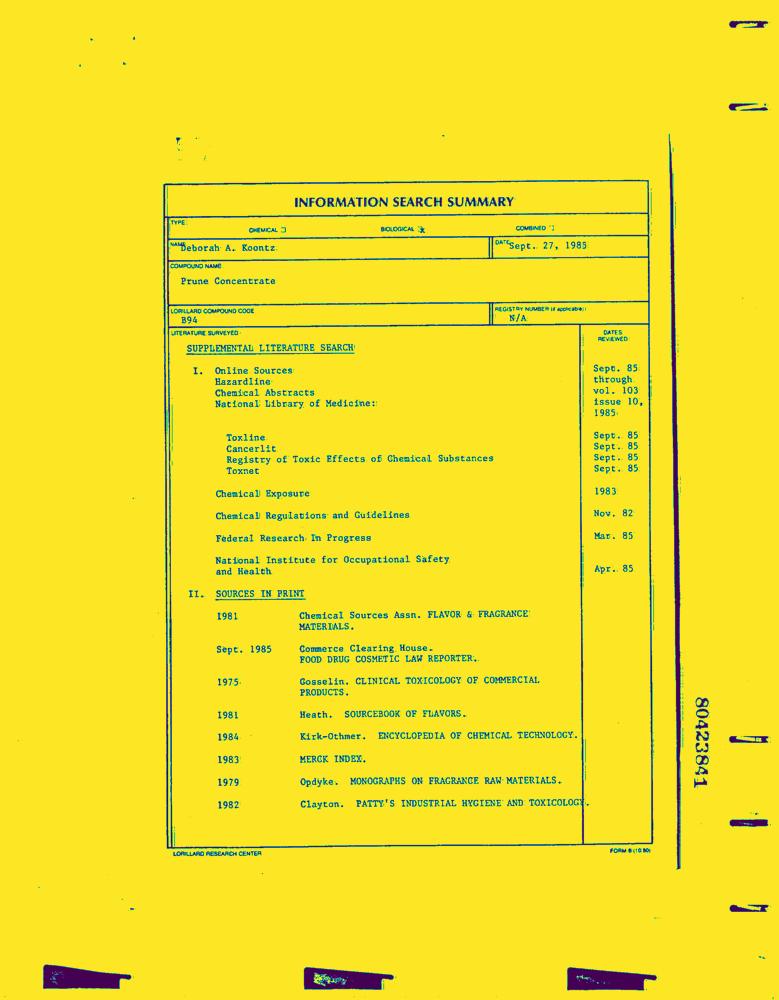 INFORMATION SEARCH SUMMARY
TYPE:
CHEMICAL BIOLOGICAL COMBINED
NAME Deborah A. Koontz DATE Sept. 27, 1985
COMPOUND NAME
Prune Concentrate
LORILLARD COMPOUND CODE REGISTRY NUMBER (if applicable)
B94 N/A
LITERATURE SURVEYED DATES
REVIEWED
SUPPLEMENTAL LITERATURE SEARCH
I. Online Sources Sept. 85
Hazardline through
Chemical Abstracts vol. 103
National Library of Medicine: issue 10,
1985
Toxline Sept. 85
Cancerlit Sept. 85
Registry of Toxic Effects of Chemical Substances Sept. 85
Toxnet Sept. 85
Chemical Exposure 1983
Chemical Regulations and Guidelines Nov. 82
Federal Research In Progress Mar. 85
National Institute for Occupational Safety
and Health Apr. 85
II. SOURCES IN PRINT
1981 Chemical Sources Assn. FLAVOR & FRAGRANCE
MATERIALS.
Sept. 1985 Commerce Clearing House.
FOOD DRUG COSMETIC LAW REPORTER.
1975 Gosselin. CLINICAL TOXICOLOGY OF COMMERCIAL
PRODUCTS.
1981 Heath. SOURCEBOOK OF FLAVORS.
1984 Kirk-Othmer. ENCYCLOPEDIA OF CHEMICAL TECHNOLOGY.
1983 MERCK INDEX.
1979 Opdyke. MONOGRAPHS ON FRAGRANCE RAW MATERIALS.
1982 Clayton. PATTY'S INDUSTRIAL HYGIENE AND TOXICOLOGY.
LORILLARD RESEARCH CENTER FORM 8 (10/80)
80423841